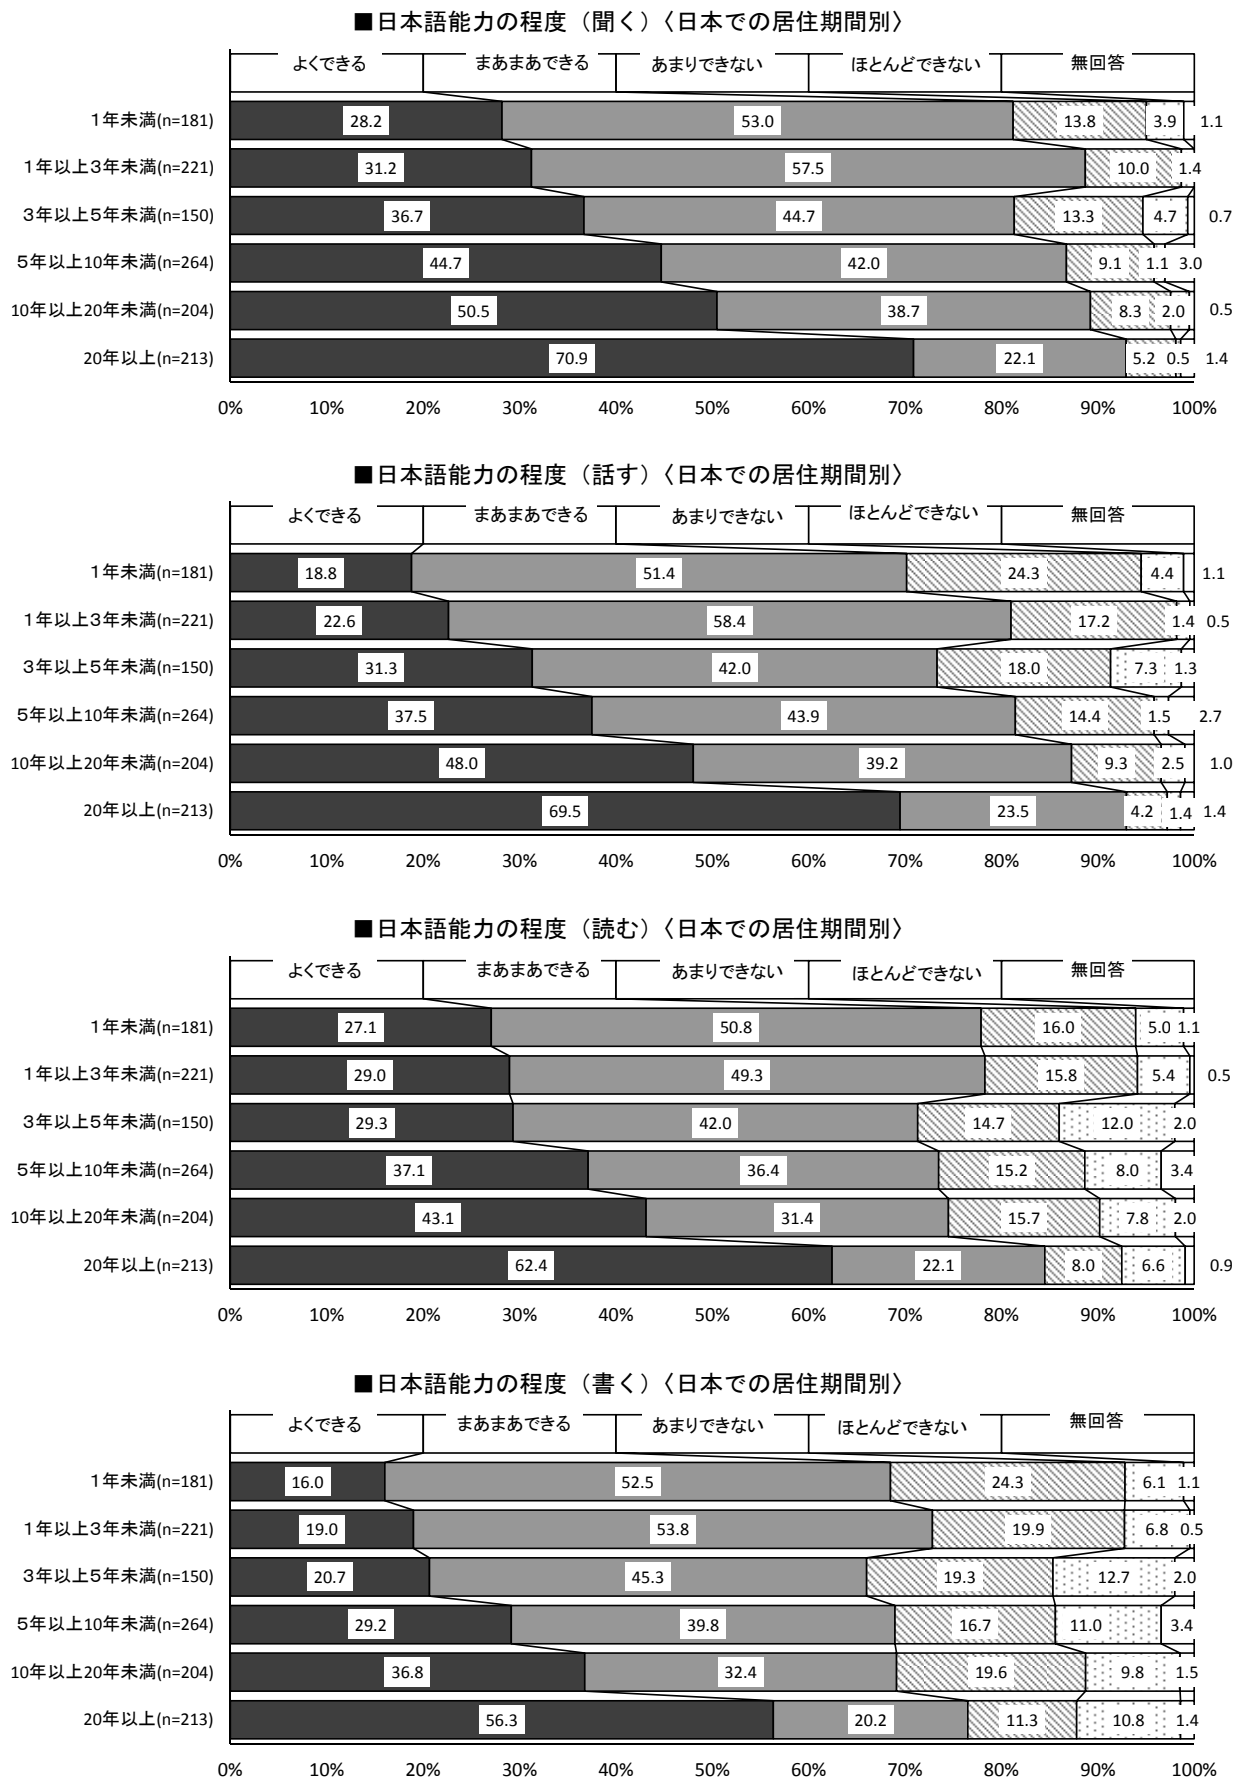 ■日本語能力の程度（聞く）〈日本での居住期間別〉
よくできる まあまあできる あまりできない ほとんどできない 無回答
1年未満(n=181) 28.2 53.0 13.8 3.9 1.1
1年以上3年未満(n=221) 31.2 57.5 10.0 1.4
3年以上5年未満(n=150) 36.7 44.7 13.3 4.7 0.7
5年以上10年未満(n=264) 44.7 42.0 9.1 1.1 3.0
10年以上20年未満(n=204) 50.5 38.7 8.3 2.0 0.5
20年以上(n=213) 70.9 22.1 5.2 0.5 1.4
0% 10% 20% 30% 40% 50% 60% 70% 80% 90% 100%
■日本語能力の程度（話す）〈日本での居住期間別〉
よくできる まあまあできる あまりできない ほとんどできない 無回答
1年未満(n=181) 18.8 51.4 24.3 4.4 1.1
1年以上3年未満(n=221) 22.6 58.4 17.2 1.4 0.5
3年以上5年未満(n=150) 31.3 42.0 18.0 7.3 1.3
5年以上10年未満(n=264) 37.5 43.9 14.4 1.5 2.7
10年以上20年未満(n=204) 48.0 39.2 9.3 2.5 1.0
20年以上(n=213) 69.5 23.5 4.2 1.4 1.4
0% 10% 20% 30% 40% 50% 60% 70% 80% 90% 100%
■日本語能力の程度（読む）〈日本での居住期間別〉
よくできる まあまあできる あまりできない ほとんどできない 無回答
1年未満(n=181) 27.1 50.8 16.0 5.0 1.1
1年以上3年未満(n=221) 29.0 49.3 15.8 5.4 0.5
3年以上5年未満(n=150) 29.3 42.0 14.7 12.0 2.0
5年以上10年未満(n=264) 37.1 36.4 15.2 8.0 3.4
10年以上20年未満(n=204) 43.1 31.4 15.7 7.8 2.0
20年以上(n=213) 62.4 22.1 8.0 6.6 0.9
0% 10% 20% 30% 40% 50% 60% 70% 80% 90% 100%
■日本語能力の程度（書く）〈日本での居住期間別〉
よくできる まあまあできる あまりできない ほとんどできない 無回答
1年未満(n=181) 16.0 52.5 24.3 6.1 1.1
1年以上3年未満(n=221) 19.0 53.8 19.9 6.8 0.5
3年以上5年未満(n=150) 20.7 45.3 19.3 12.7 2.0
5年以上10年未満(n=264) 29.2 39.8 16.7 11.0 3.4
10年以上20年未満(n=204) 36.8 32.4 19.6 9.8 1.5
20年以上(n=213) 56.3 20.2 11.3 10.8 1.4
0% 10% 20% 30% 40% 50% 60% 70% 80% 90% 100%